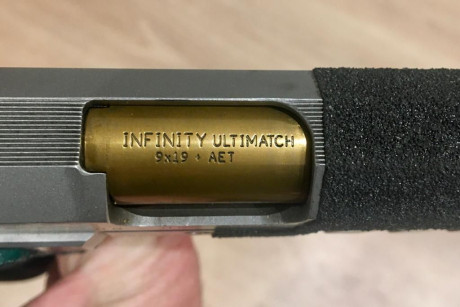 INFINITY ULTIMATCH
9x19 + AET